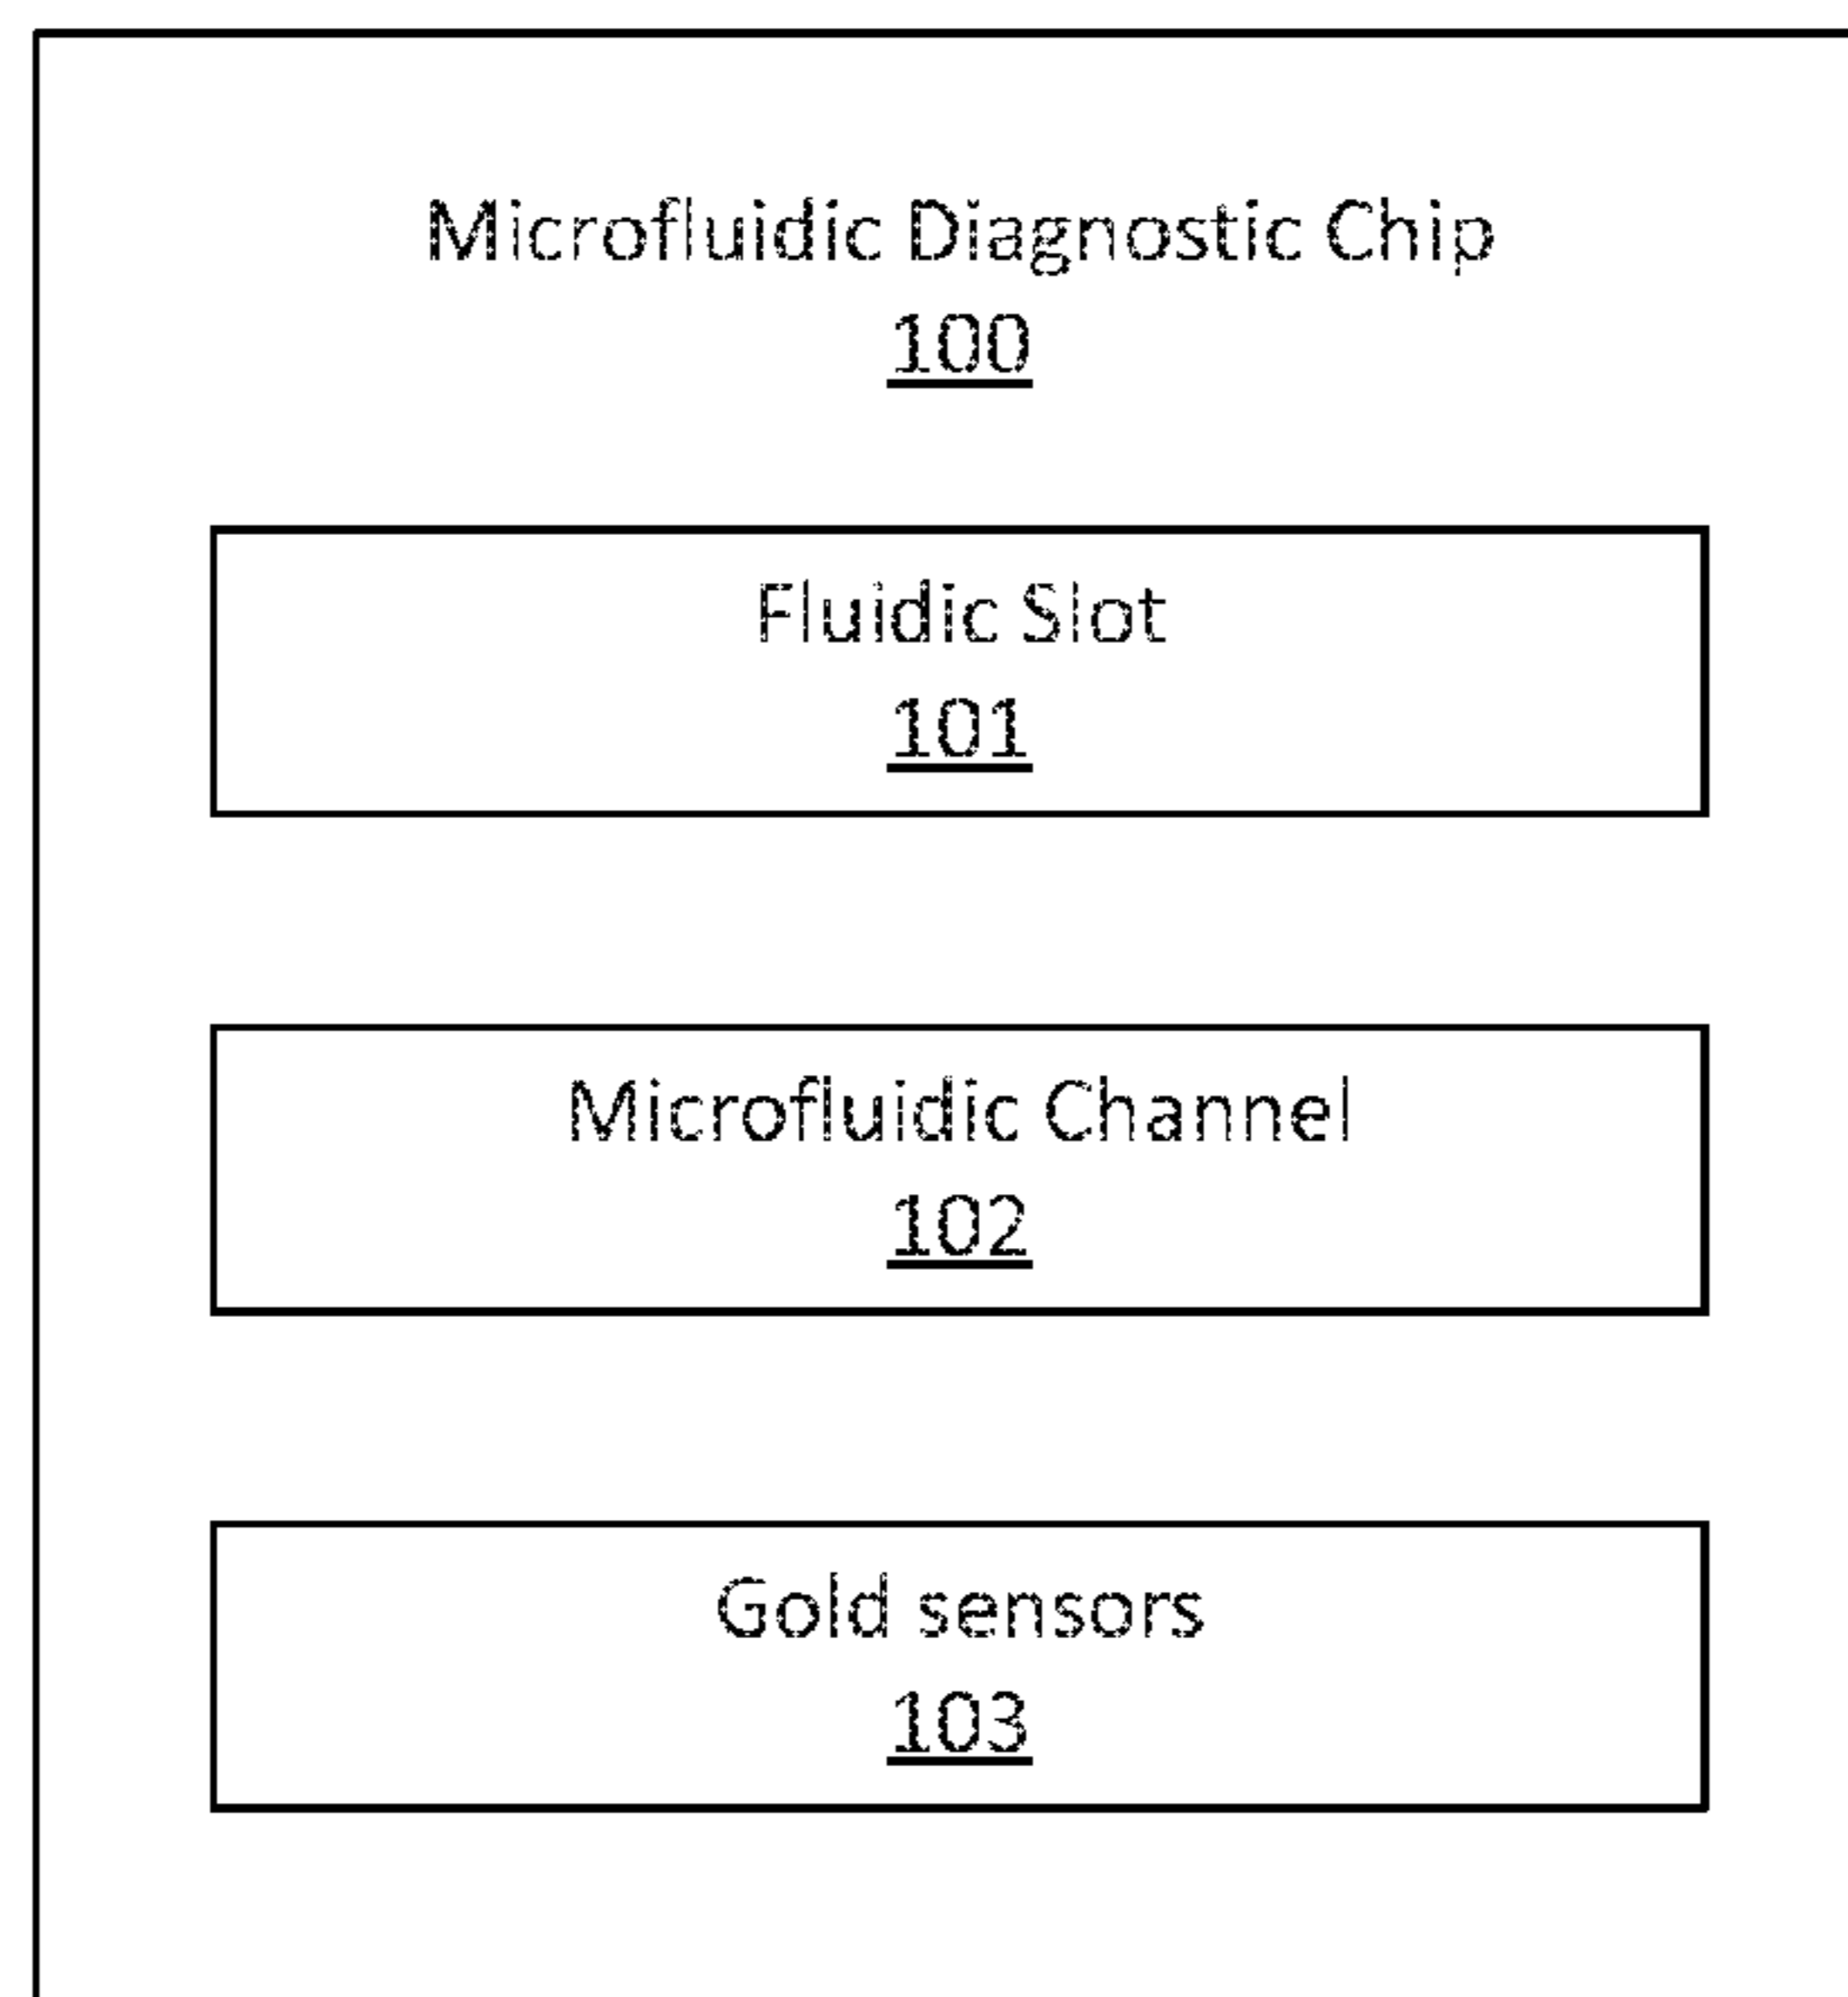 Microfluidic Diagnostic Chip
100
Fluidic Slot
101
Microfluidic Channel
102
Gold sensors
103